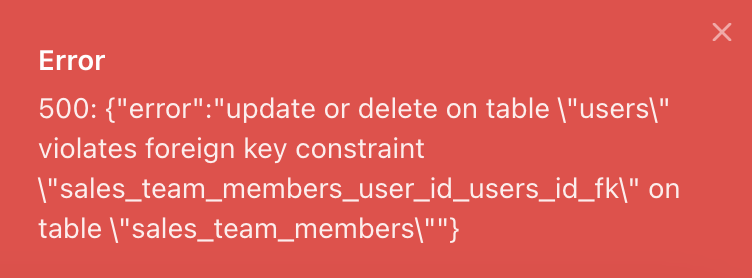 Error
500: {"error":"update or delete on table \"users\"
violates foreign key constraint
\"sales_team_members_user_id_users_id_fk\" on
table \"sales_team_members\""}